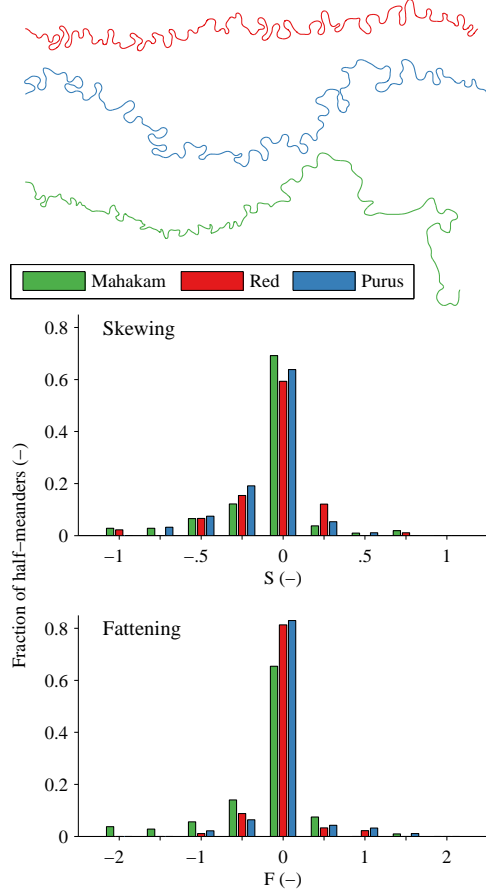 Mahakam Red Purus
Skewing
Fraction of half−meanders (−)
0.8
0.6
0.4
0.2
0
−1 −.5 0 .5 1
S (−)
Fattening
0.8
0.6
0.4
0.2
0
−2 −1 0 1 2
F (−)